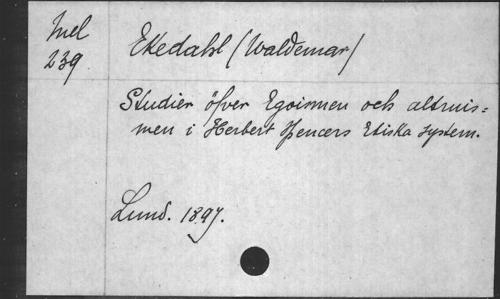 Mel
239
Ekedahl (Waldemar)
Studier öfver Egoismen och altruis=
men i Herbert Spencers Etiska system.
Lund. 1897.